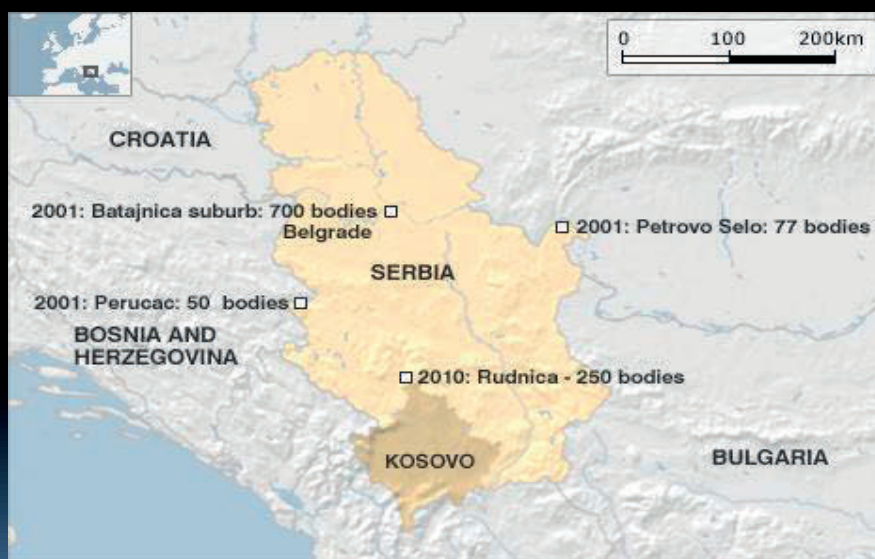 0 100 200km
CROATIA
2001: Batajnica suburb: 700 bodies
Belgrade
2001: Petrovo Selo: 77 bodies
SERBIA
2001: Perucac: 50 bodies
BOSNIA AND
HERZEGOVINA
2010: Rudnica - 250 bodies
KOSOVO
BULGARIA